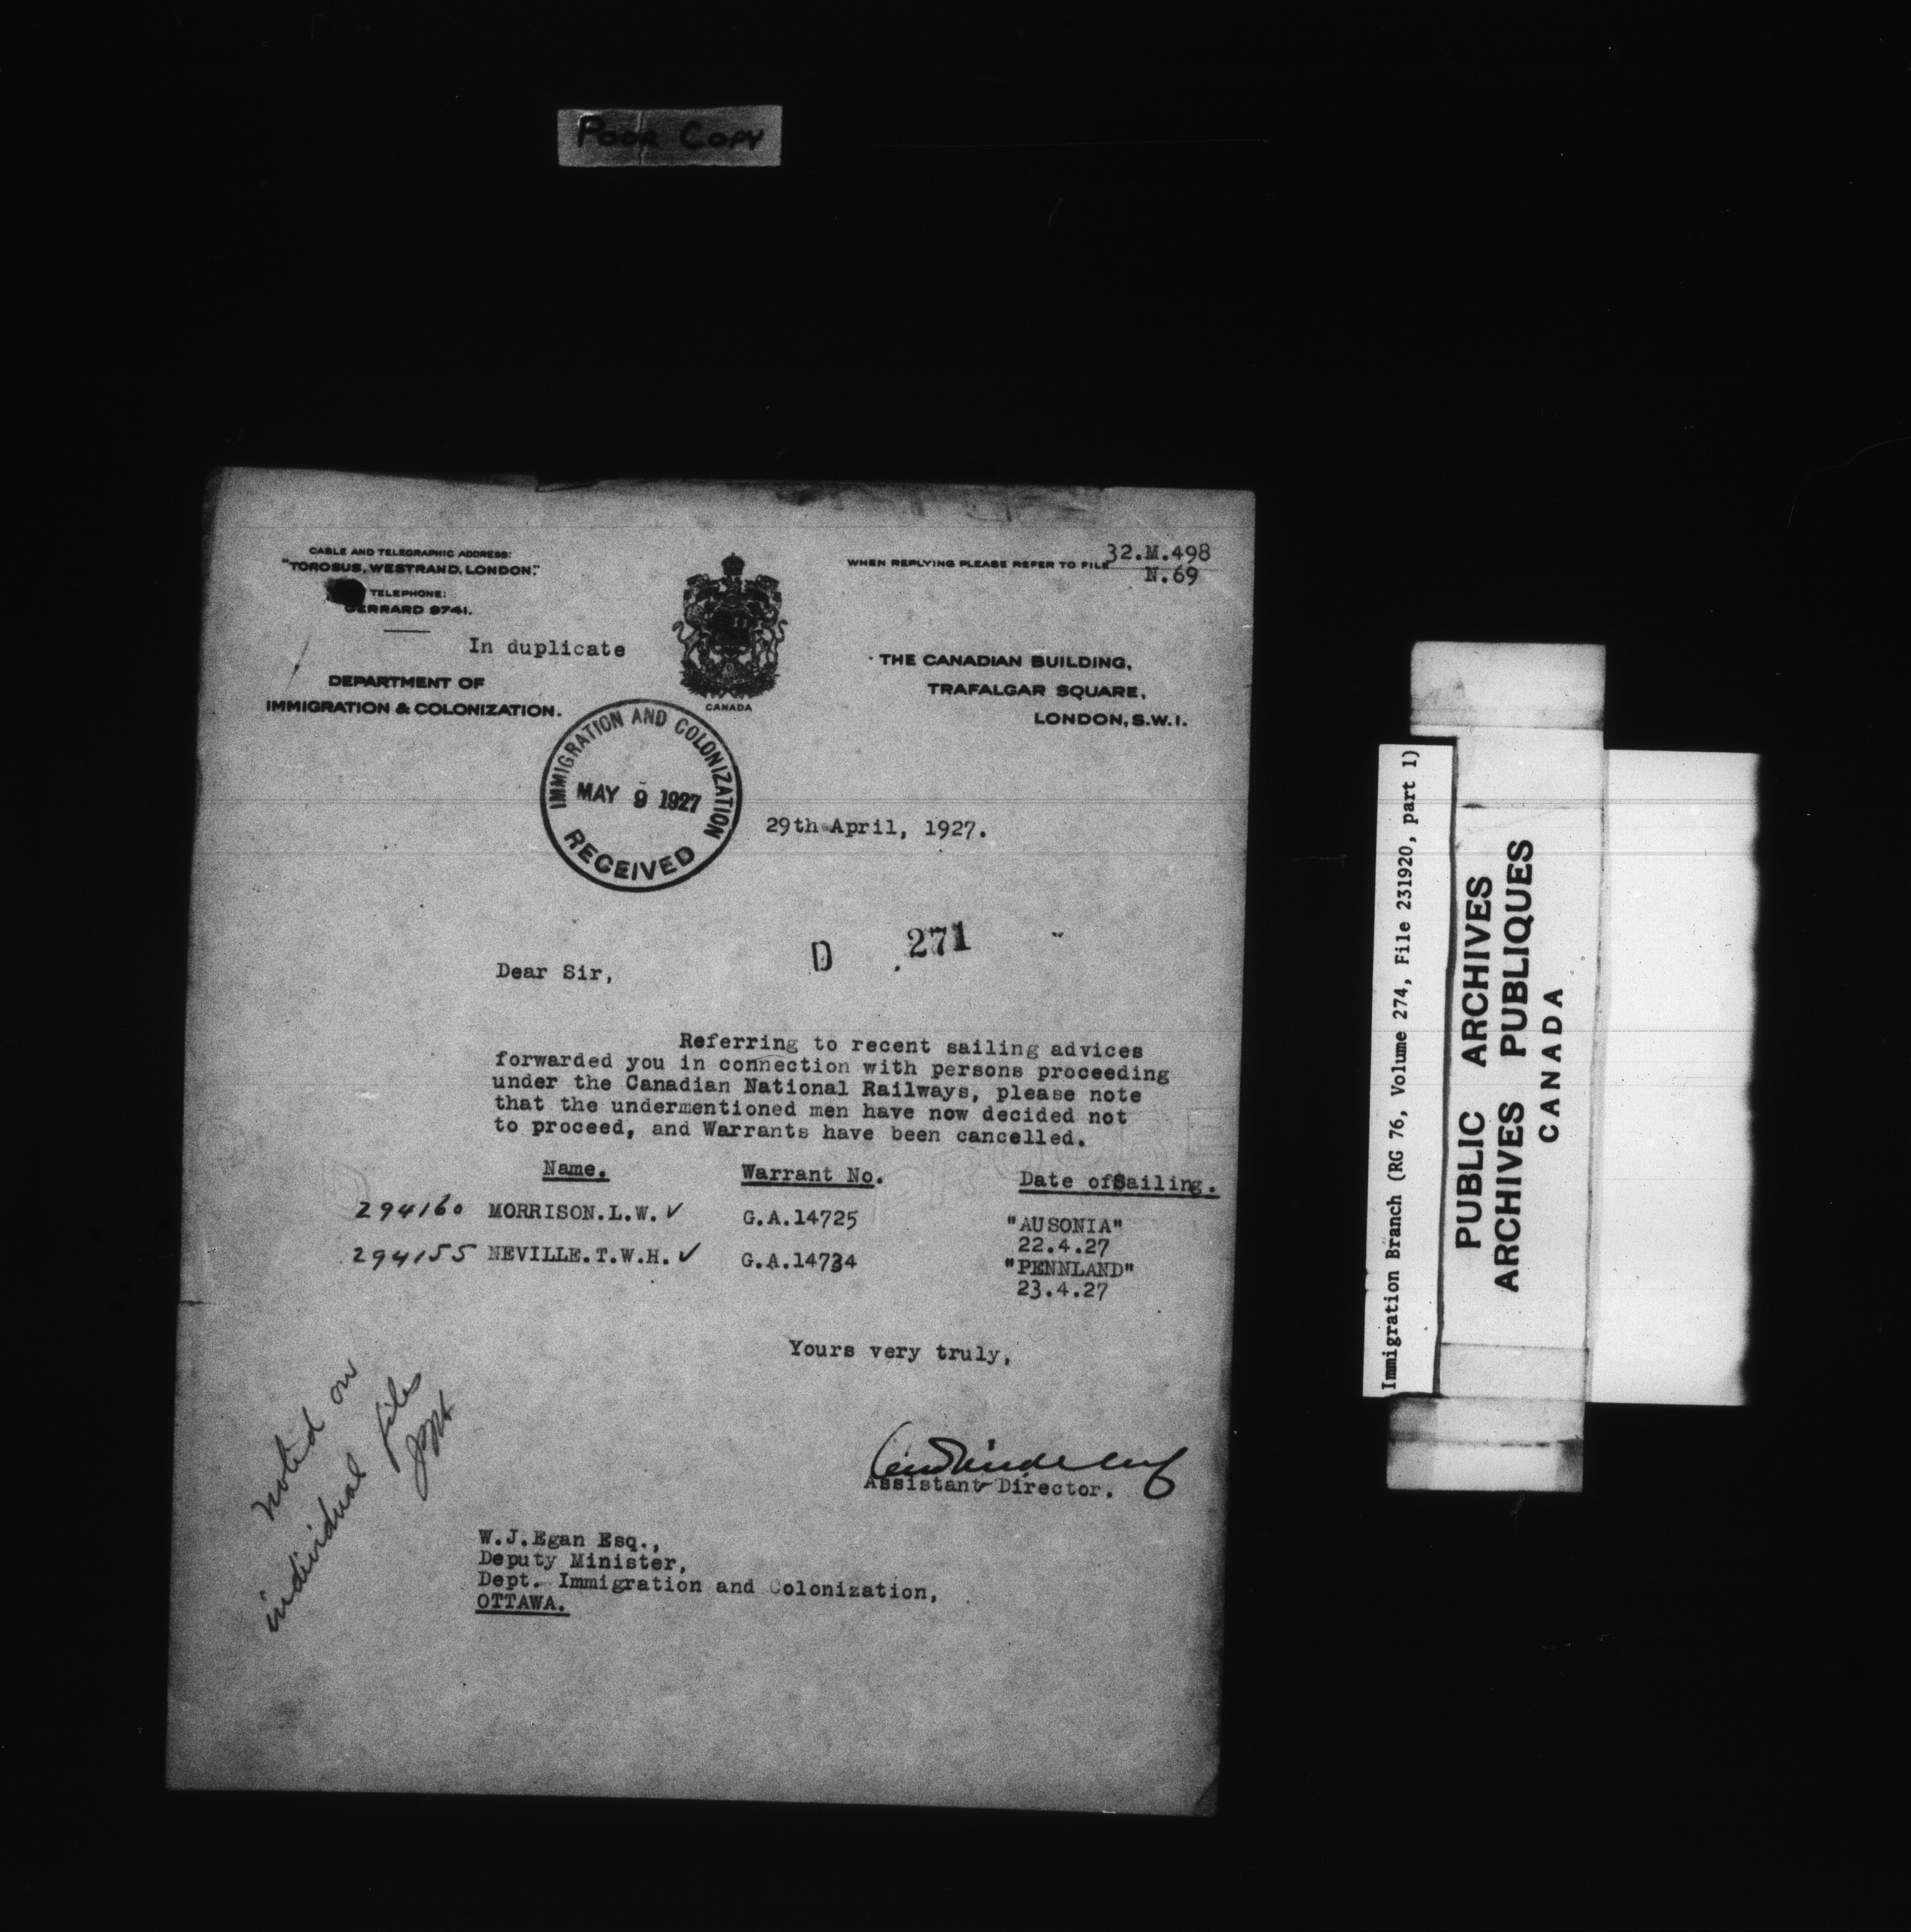 POOR COPY
CABLE AND TELEGRAPHIC ADDRESS:
"TOROSUS, WESTRAND, LONDON."
TELEPHONE:
GERRARD 9741.
In duplicate
DEPARTMENT OF
IMMIGRATION & COLONIZATION.
CANADA
WHEN REPLYING PLEASE REFER TO FILE 32.M.498
N.69
THE CANADIAN BUILDING,
TRAFALGAR SQUARE,
LONDON, S.W.1.
IMMIGRATION AND COLONIZATION
MAY 9 1927
RECEIVED
29th April, 1927.
D 271
Dear Sir,
Referring to recent sailing advices
forwarded you in connection with persons proceeding
under the Canadian National Railways, please note
that the undermentioned men have now decided not
to proceed, and Warrants have been cancelled.
Name. Warrant No. Date of Sailing.
294160 MORRISON.L.W. ✓ G.A.14725 "AUSONIA"
22.4.27
294155 NEVILLE.T.W.H. ✓ G.A.14734 "PENNLAND"
23.4.27
Yours very truly,
Assistant Director.
noted on
individual files
W.J.Egan Esq.,
Deputy Minister,
Dept. Immigration and Colonization,
OTTAWA.
Immigration Branch (RG 76, Volume 274, File 231920, part 1)
PUBLIC ARCHIVES
ARCHIVES PUBLIQUES
CANADA